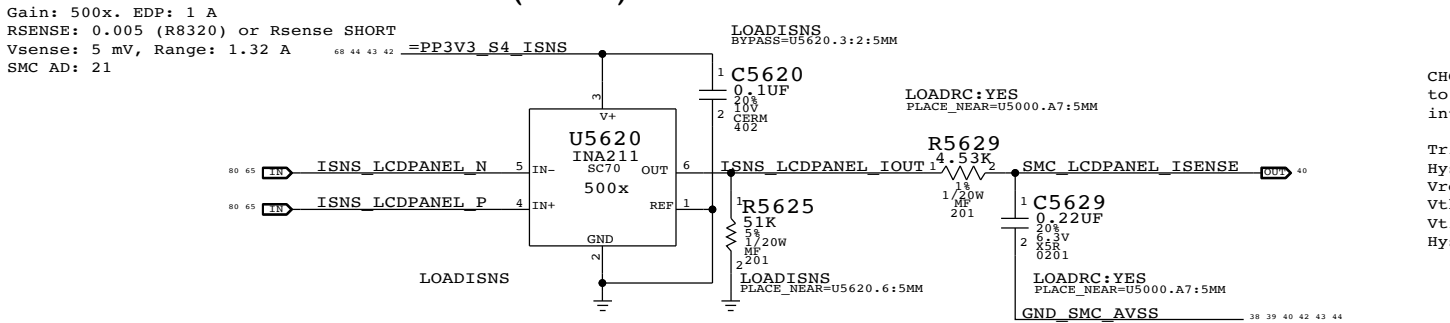 Gain: 500x. EDP: 1 A
RSENSE: 0.005 (R8320) or Rsense SHORT
Vsense: 5 mV, Range: 1.32 A
SMC AD: 21
68 44 43 42
=PP3V3_S4_ISNS
LOADISNS
BYPASS=U5620.3:2:5MM
1
C5620
0.1UF
20%
10V
2
CERM
402
3
V+
U5620
INA211
SC70
500x
80 65
IN
ISNS_LCDPANEL_N
5
IN-
OUT
6
ISNS_LCDPANEL_IOUT
80 65
IN
ISNS_LCDPANEL_P
4
IN+
REF
1
GND
2
LOADISNS
1
R5625
51K
5%
1/20W
MF
201
2
LOADISNS
PLACE_NEAR=U5620.6:5MM
LOADRC:YES
PLACE_NEAR=U5000.A7:5MM
R5629
1
4.53K
2
1%
1/20W
MF
201
SMC_LCDPANEL_ISENSE
OUT
40
1
C5629
0.22UF
20%
6.3V
2
X5R
0201
LOADRC:YES
PLACE_NEAR=U5000.A7:5MM
GND_SMC_AVSS
38 39 40 42 43 44
to
Hy
Vt
Hy